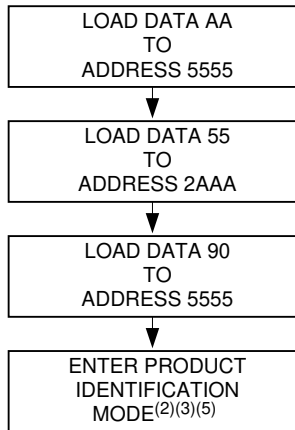 LOAD DATA AA
TO
ADDRESS 5555
LOAD DATA 55
TO
ADDRESS 2AAA
LOAD DATA 90
TO
ADDRESS 5555
ENTER PRODUCT
IDENTIFICATION
MODE(2)(3)(5)